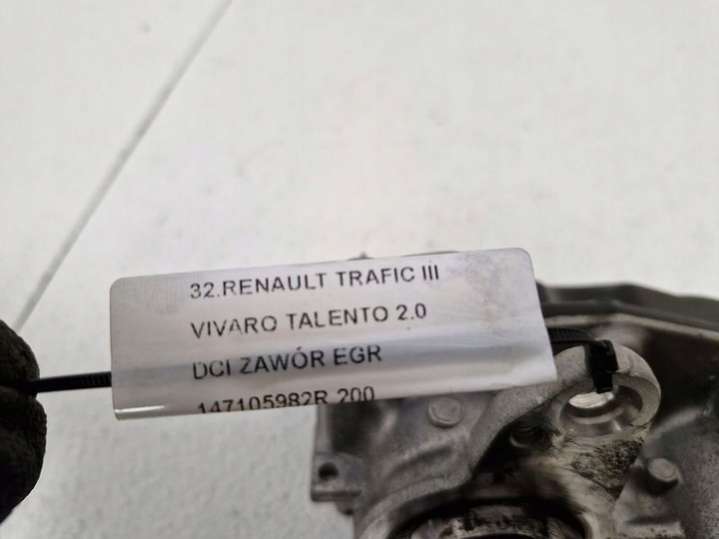 32.RENAULT TRAFIC III
VIVARO TALENTO 2.0
DCI ZAWÓR EGR
147105982R 200